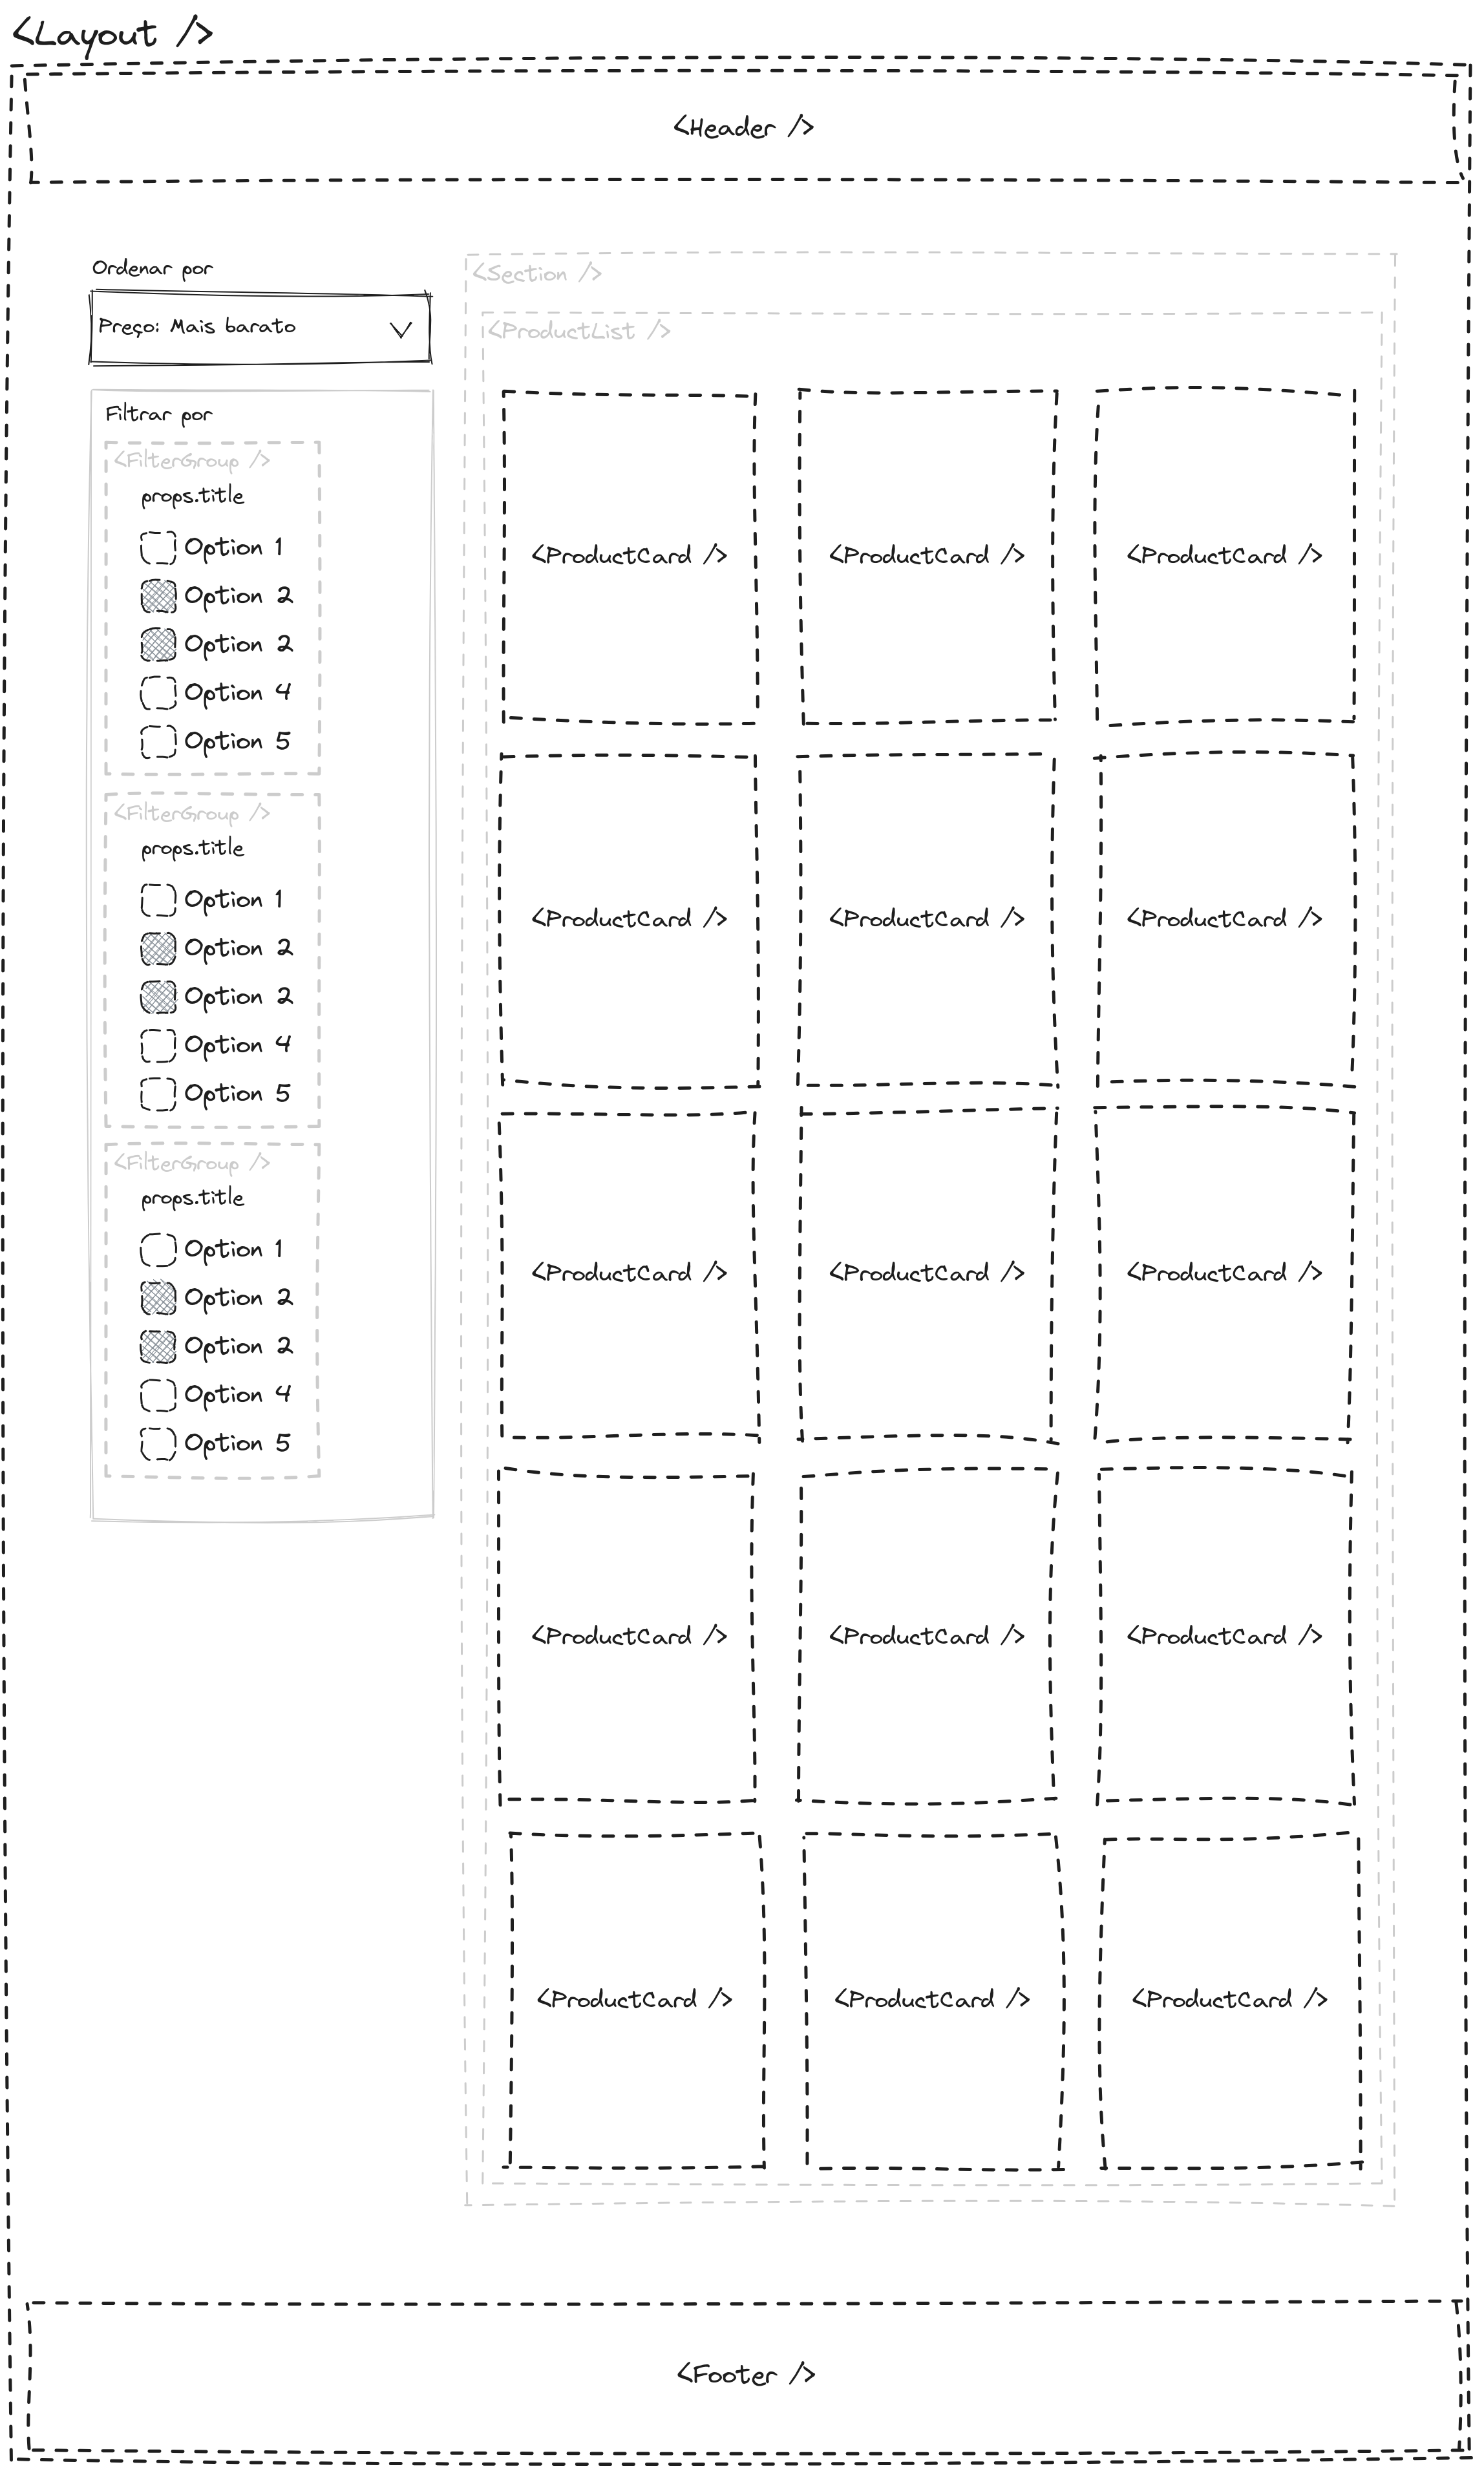 <Layout />
<Header />
Ordenar por
Preço: Mais barato
Filtrar por
<FilterGroup />
props.title
Option 1
Option 2
Option 2
Option 4
Option 5
<FilterGroup />
props.title
Option 1
Option 2
Option 2
Option 4
Option 5
<FilterGroup />
props.title
Option 1
Option 2
Option 2
Option 4
Option 5
<Section />
<ProductList />
<ProductCard /> <ProductCard /> <ProductCard />
<ProductCard /> <ProductCard /> <ProductCard />
<ProductCard /> <ProductCard /> <ProductCard />
<ProductCard /> <ProductCard /> <ProductCard />
<ProductCard /> <ProductCard /> <ProductCard />
<Footer />